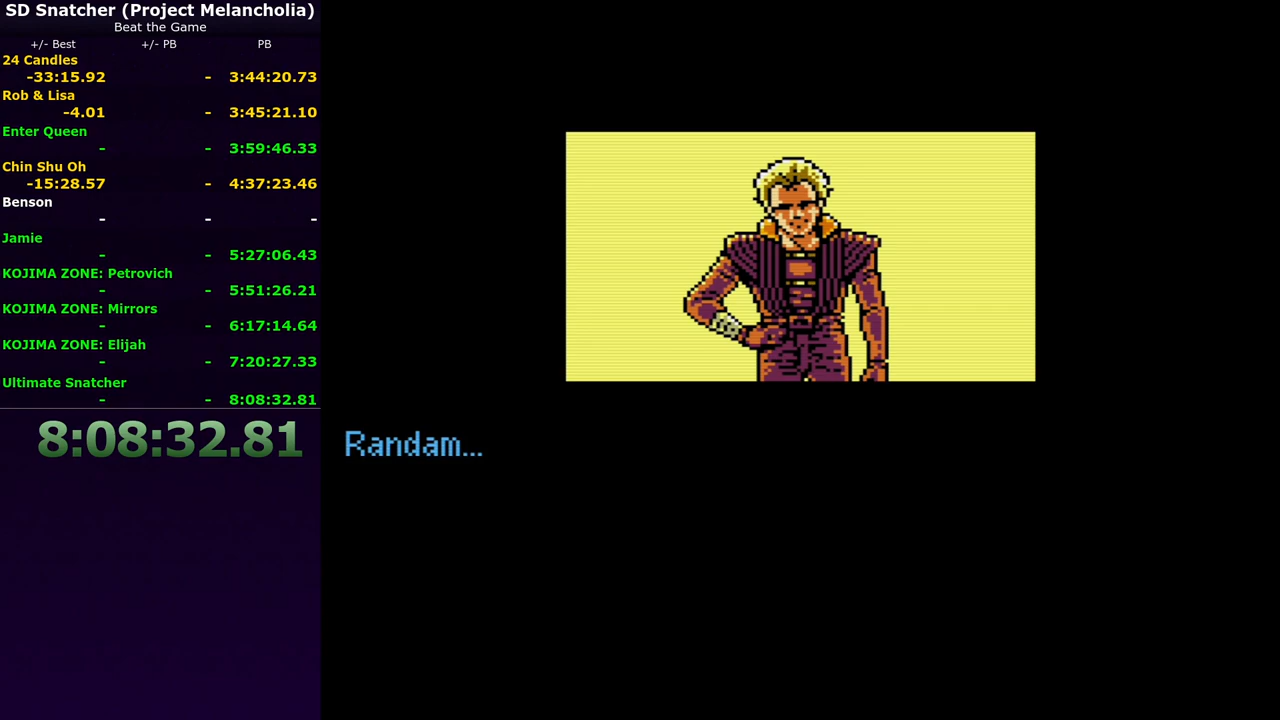 SD Snatcher (Project Melancholia)
Beat the Game
+/- Best +/- PB PB
24 Candles
-33:15.92 - 3:44:20.73
Rob & Lisa
-4.01 - 3:45:21.10
Enter Queen
- - 3:59:46.33
Chin Shu Oh
-15:28.57 - 4:37:23.46
Benson
- - -
Jamie
- - 5:27:06.43
KOJIMA ZONE: Petrovich
- - 5:51:26.21
KOJIMA ZONE: Mirrors
- - 6:17:14.64
KOJIMA ZONE: Elijah
- - 7:20:27.33
Ultimate Snatcher
- - 8:08:32.81
8:08:32.81
Randam...